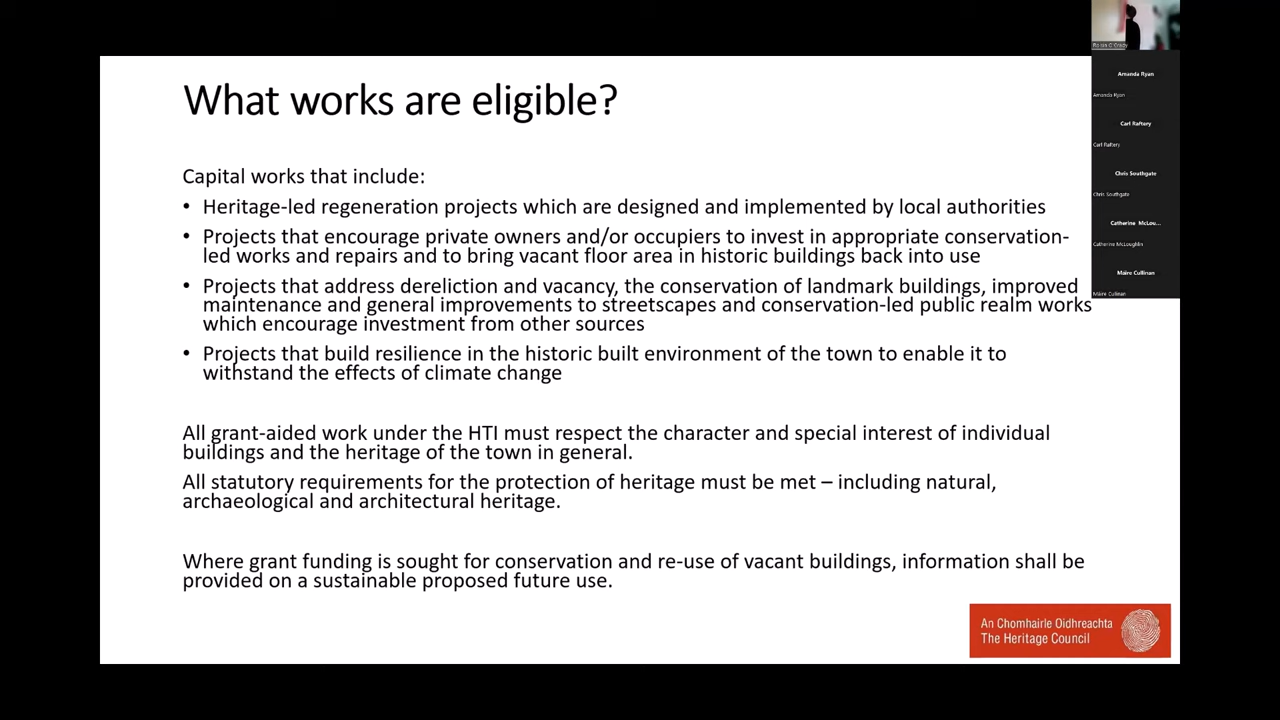 What works are eligible?
Capital works that include:
• Heritage-led regeneration projects which are designed and implemented by local authorities
• Projects that encourage private owners and/or occupiers to invest in appropriate conservation-
led works and repairs and to bring vacant floor area in historic buildings back into use
• Projects that address dereliction and vacancy, the conservation of landmark buildings, improved
maintenance and general improvements to streetscapes and conservation-led public realm works
which encourage investment from other sources
• Projects that build resilience in the historic built environment of the town to enable it to
withstand the effects of climate change
All grant-aided work under the HTI must respect the character and special interest of individual
buildings and the heritage of the town in general.
All statutory requirements for the protection of heritage must be met – including natural,
archaeological and architectural heritage.
Where grant funding is sought for conservation and re-use of vacant buildings, information shall be
provided on a sustainable proposed future use.
An Chomhairle Oidhreachta
The Heritage Council
Amanda Ryan
Amanda Ryan
Carl Raftery
Carl Raftery
Chris Southgate
Chris Southgate
Catherine McLou...
Catherine McLoughlin
Máire Cullinan
Máire Cullinan